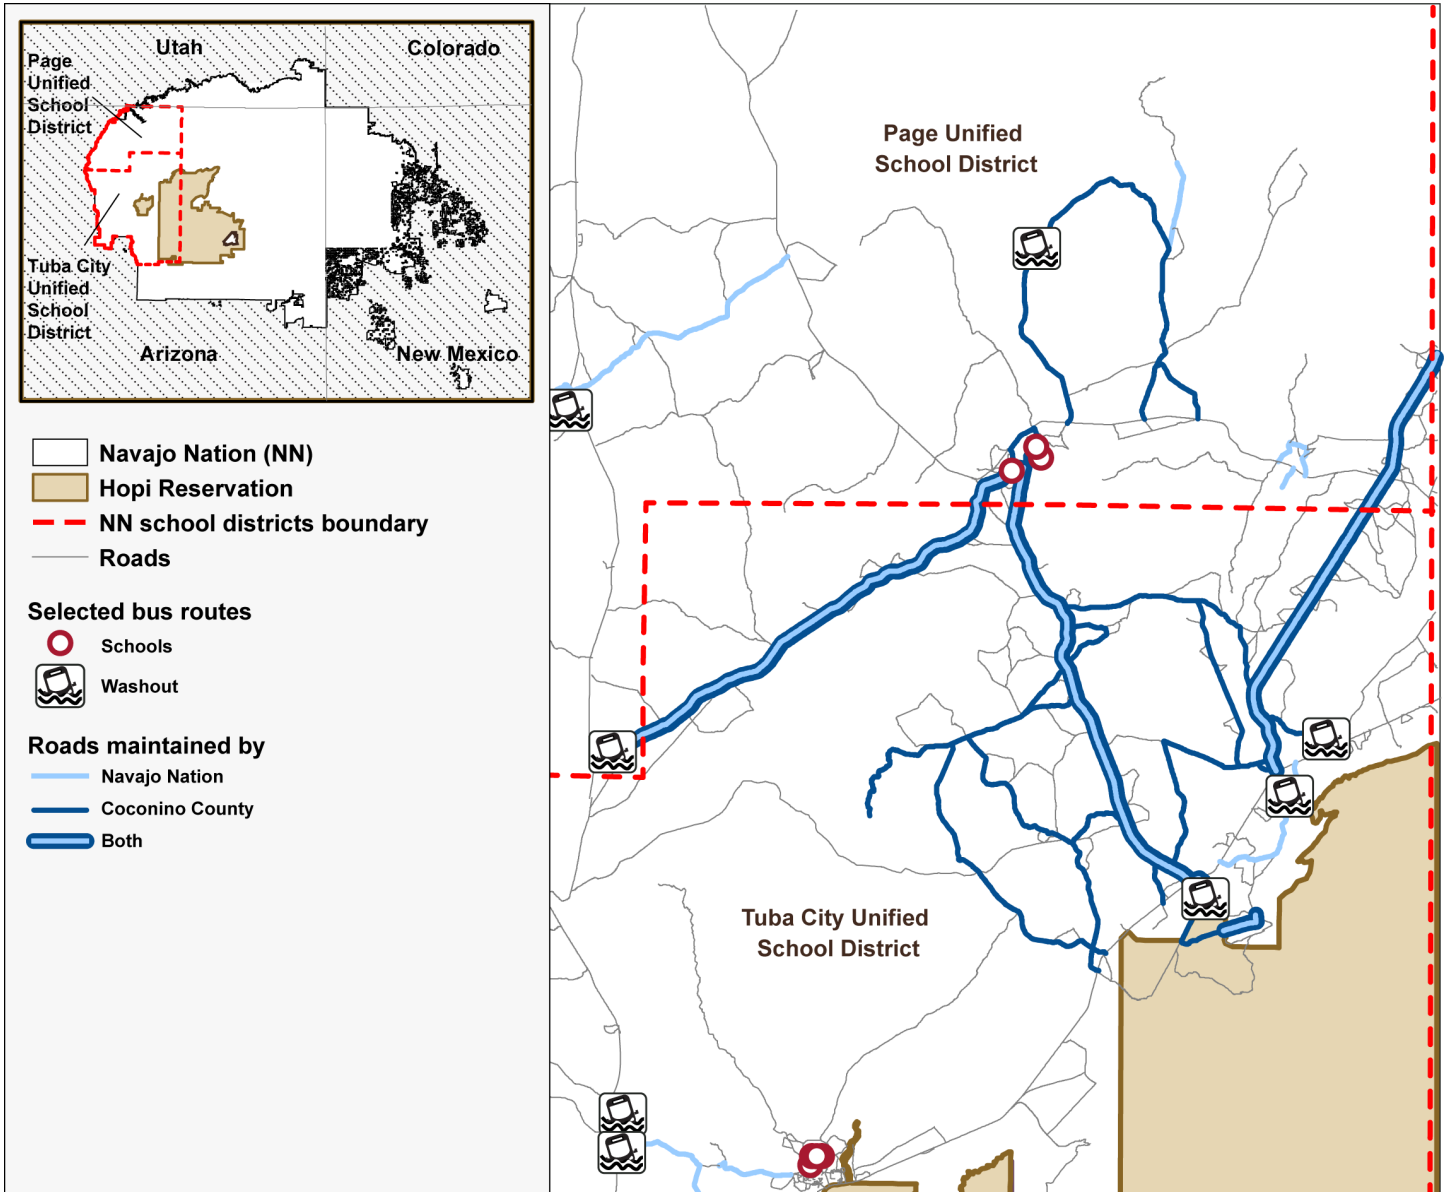 Utah
Colorado
Page
Unified
School
District
Tuba City
Unified
School
District
Arizona
New Mexico
Navajo Nation (NN)
Hopi Reservation
NN school districts boundary
Roads
Selected bus routes
Schools
Washout
Roads maintained by
Navajo Nation
Coconino County
Both
Page Unified
School District
Tuba City Unified
School District